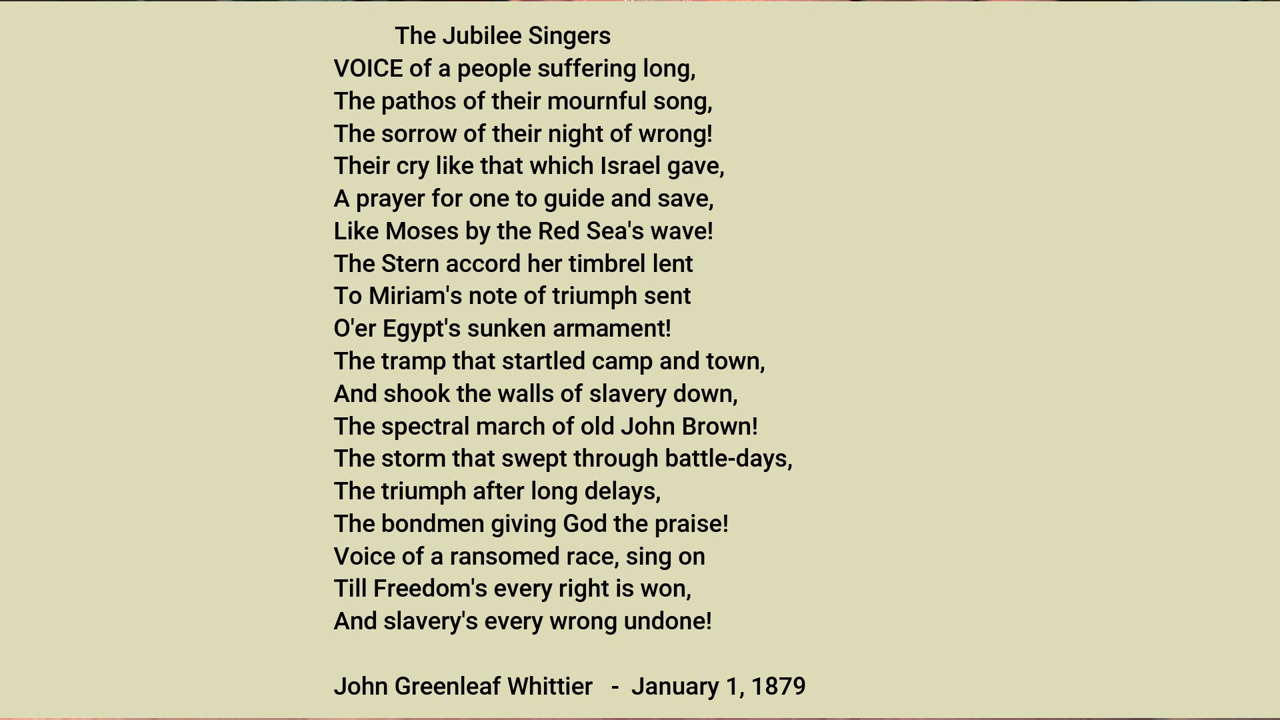 The Jubilee Singers
VOICE of a people suffering long,
The pathos of their mournful song,
The sorrow of their night of wrong!
Their cry like that which Israel gave,
A prayer for one to guide and save,
Like Moses by the Red Sea's wave!
The Stern accord her timbrel lent
To Miriam's note of triumph sent
O'er Egypt's sunken armament!
The tramp that startled camp and town,
And shook the walls of slavery down,
The spectral march of old John Brown!
The storm that swept through battle-days,
The triumph after long delays,
The bondmen giving God the praise!
Voice of a ransomed race, sing on
Till Freedom's every right is won,
And slavery's every wrong undone!
John Greenleaf Whittier - January 1, 1879